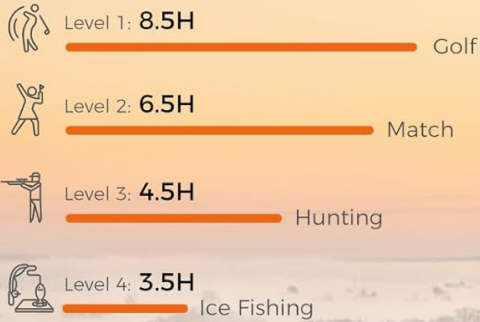 Level 1: 8.5H
Golf
Level 2: 6.5H
Match
Level 3: 4.5H
Hunting
Level 4: 3.5H
Ice Fishing